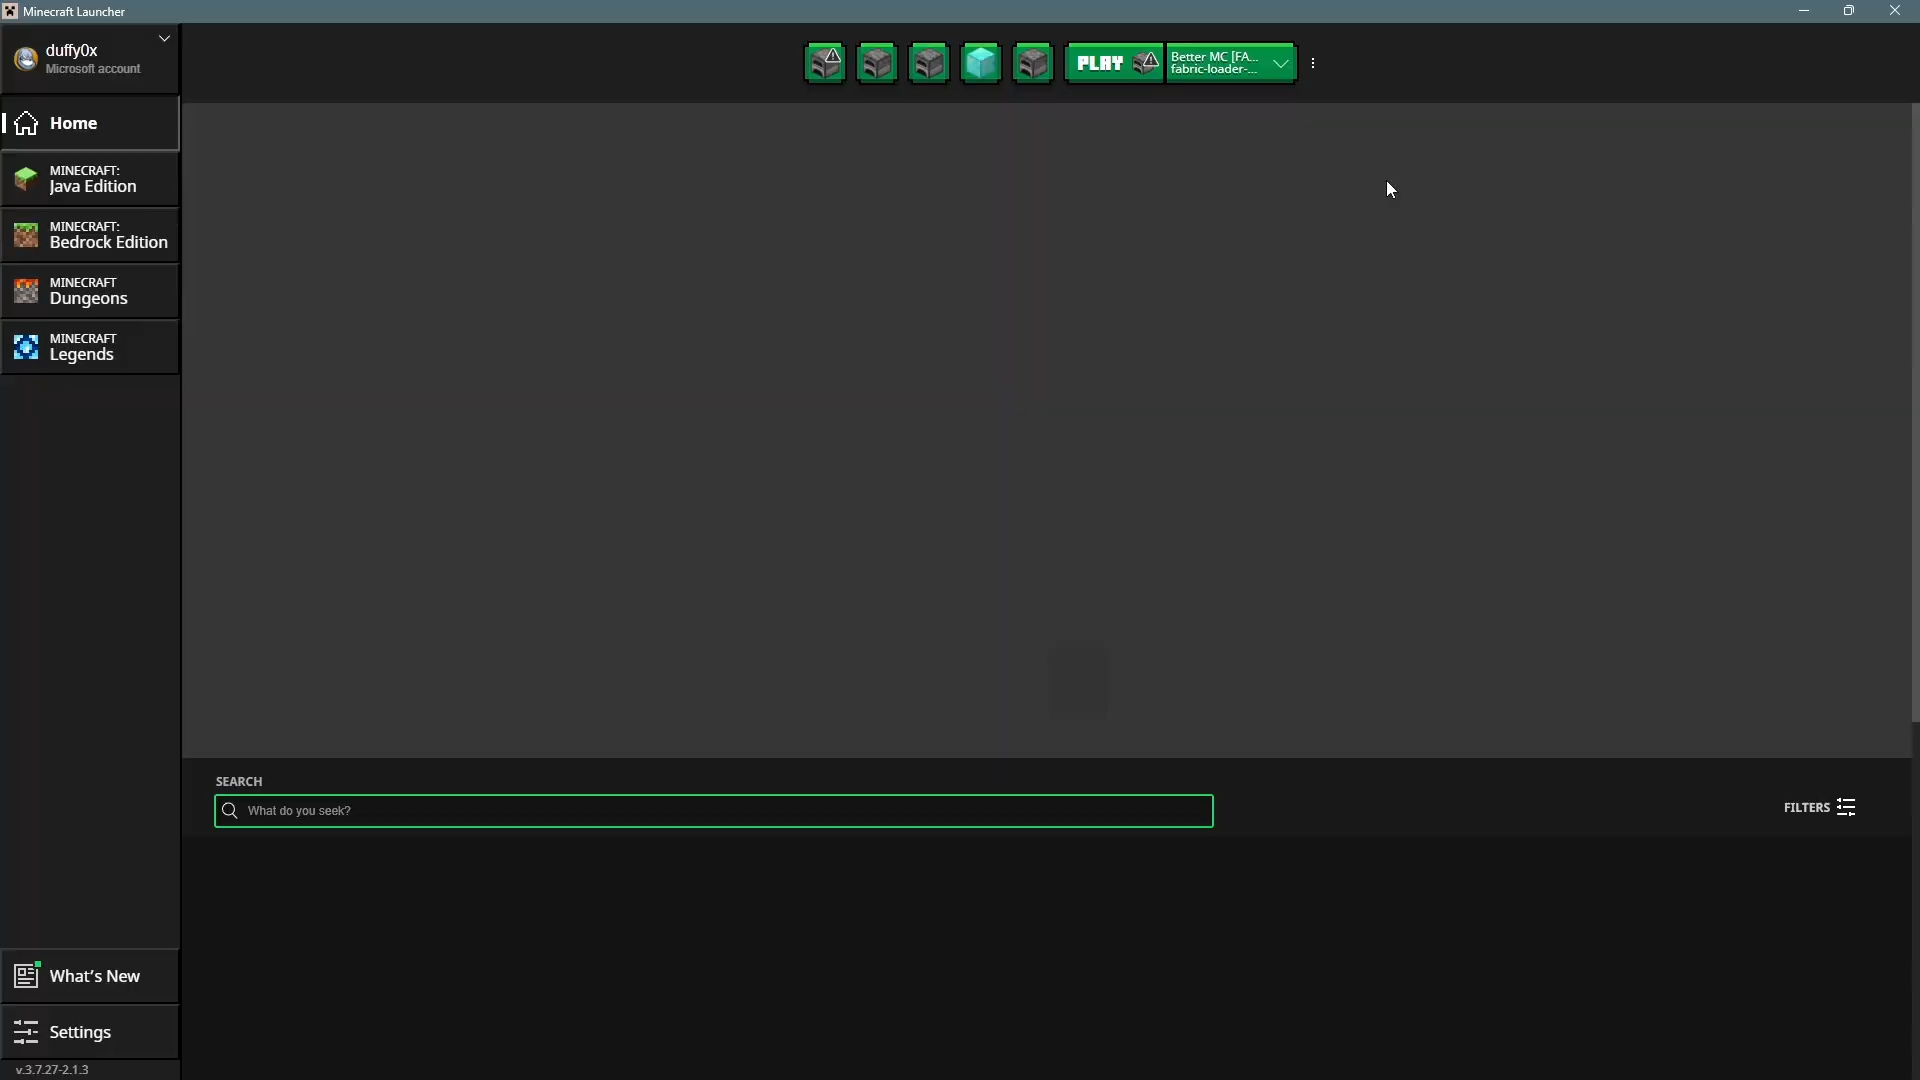 Minecraft Launcher
duffy0x
Microsoft account
PLAY
Better MC [FA...
fabric-loader-...
Home
MINECRAFT:
Java Edition
MINECRAFT:
Bedrock Edition
MINECRAFT
Dungeons
MINECRAFT
Legends
SEARCH
What do you seek?
FILTERS
What's New
Settings
v.3.7.27-2.1.3